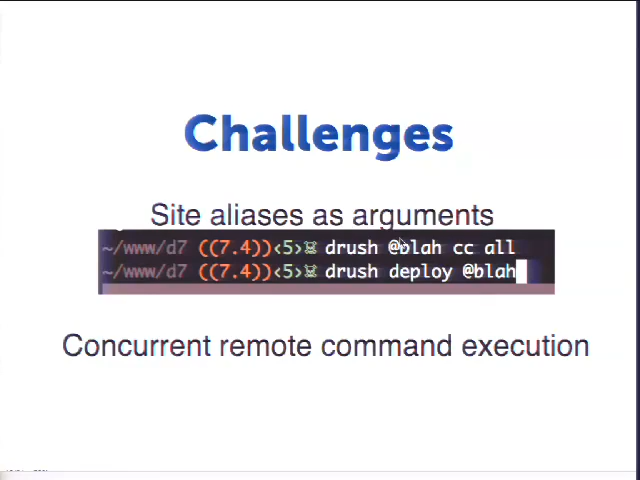 Challenges
Site aliases as arguments
~/www/d7 ((7.4))<5> drush @blah cc all
~/www/d7 ((7.4))<5> drush deploy @blah
Concurrent remote command execution